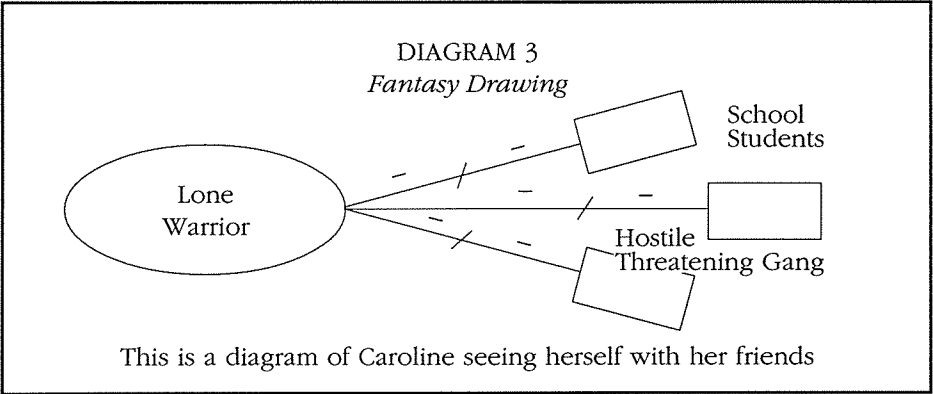 DIAGRAM 3
Fantasy Drawing
School
Students
Lone
Warrior
Hostile
Threatening Gang
This is a diagram of Caroline seeing herself with her friends